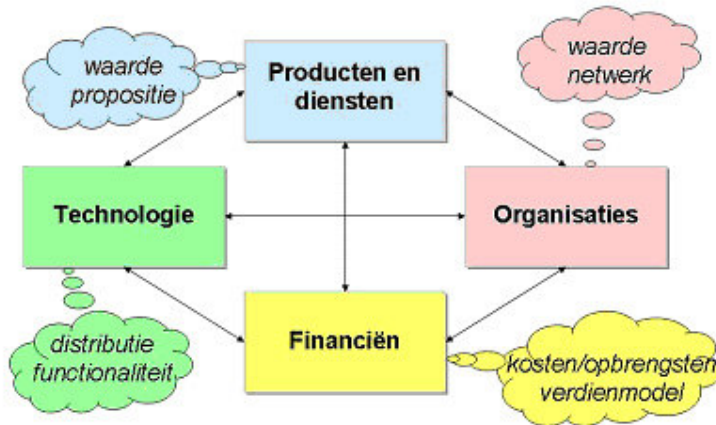 waarde
propositie
Producten en
diensten
waarde
netwerk
Technologie
Organisaties
Financiën
distributie
functionaliteit
kosten/opbrengsten
verdienmodel